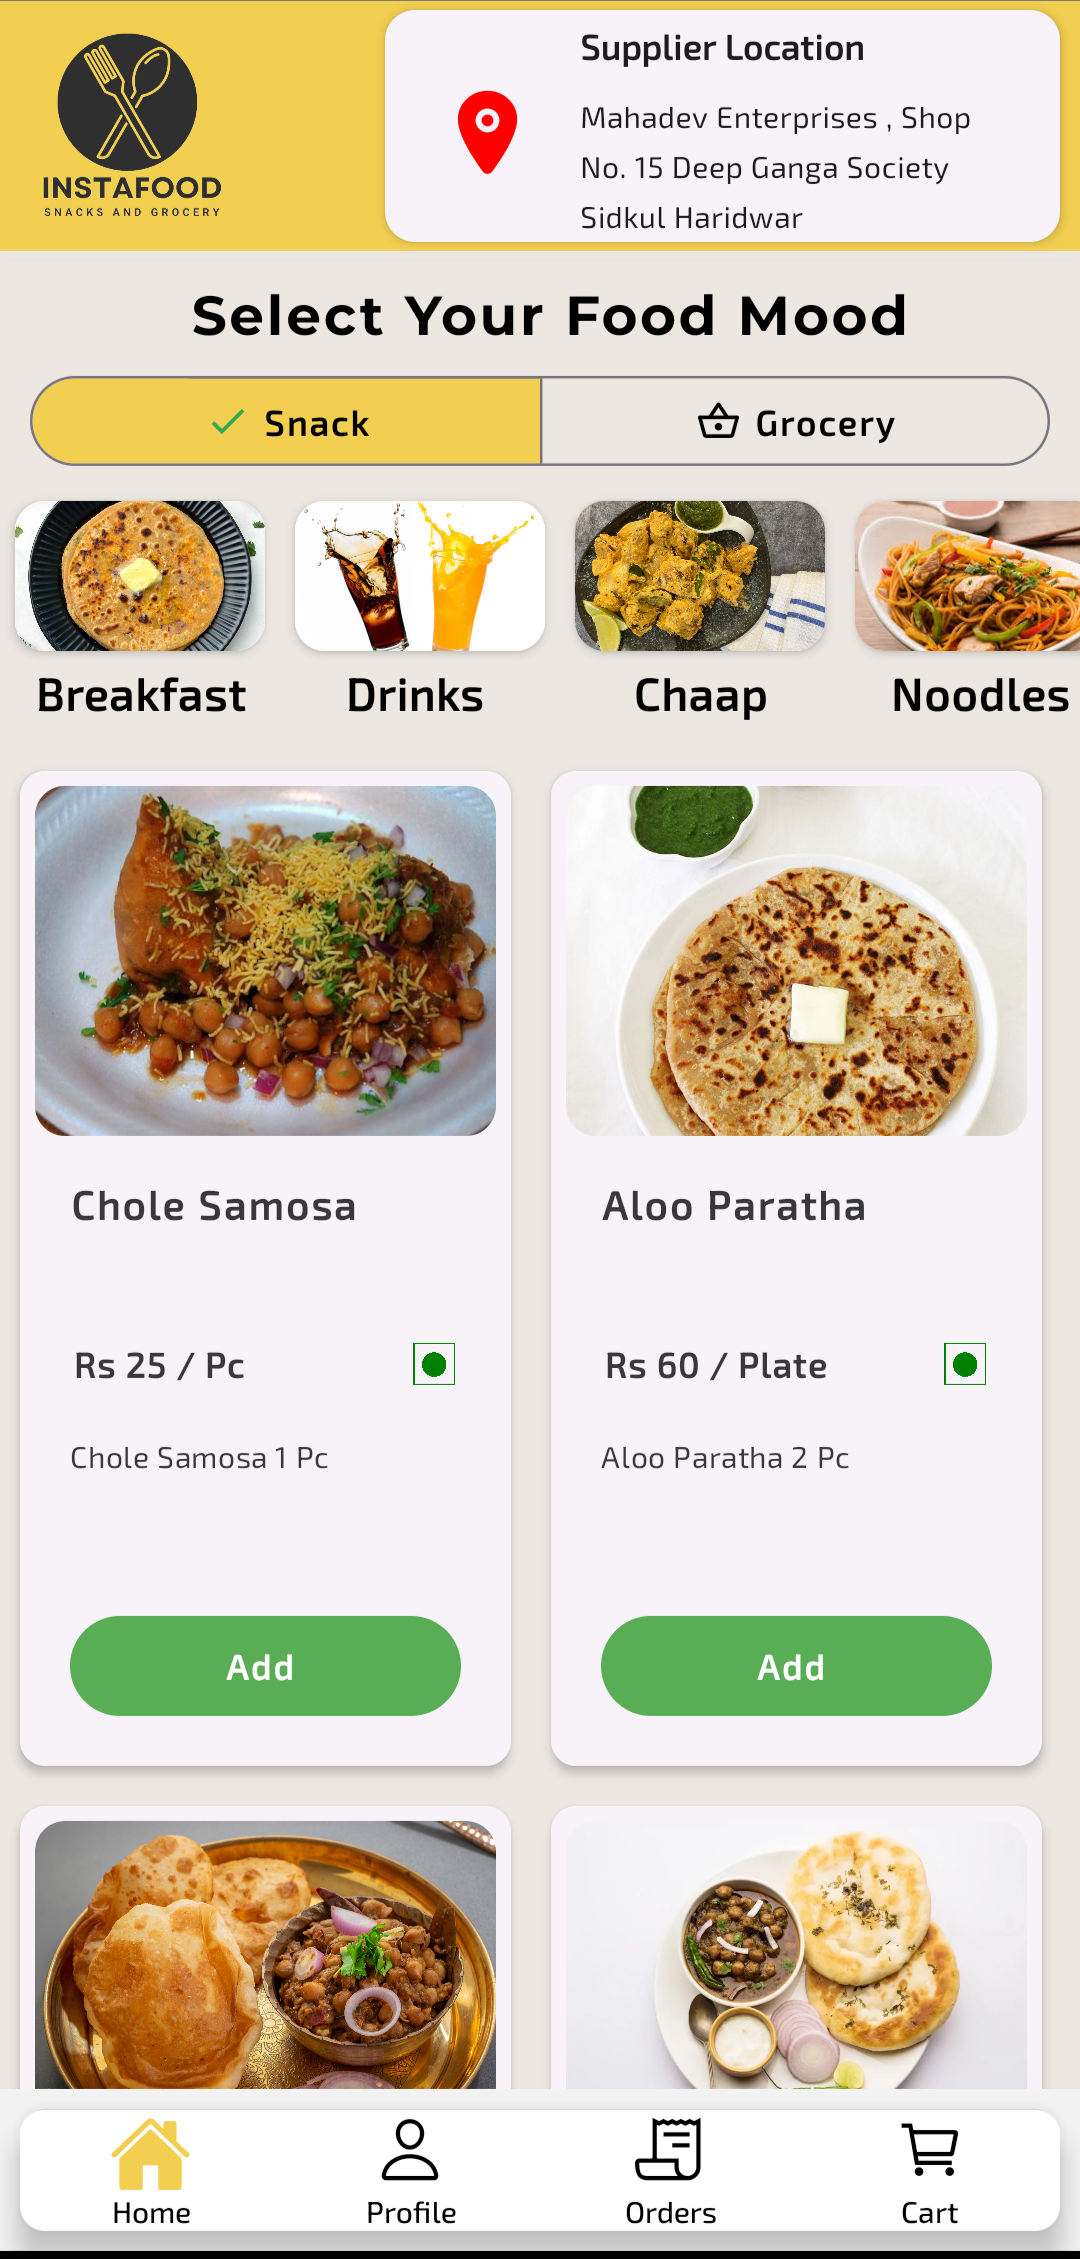 INSTAFOOD
SNACKS AND GROCERY
Supplier Location
Mahadev Enterprises , Shop
No. 15 Deep Ganga Society
Sidkul Haridwar
Select Your Food Mood
Snack
Grocery
Breakfast
Drinks
Chaap
Noodles
Chole Samosa
Rs 25 / Pc
Chole Samosa 1 Pc
Add
Aloo Paratha
Rs 60 / Plate
Aloo Paratha 2 Pc
Add
Home
Profile
Orders
Cart